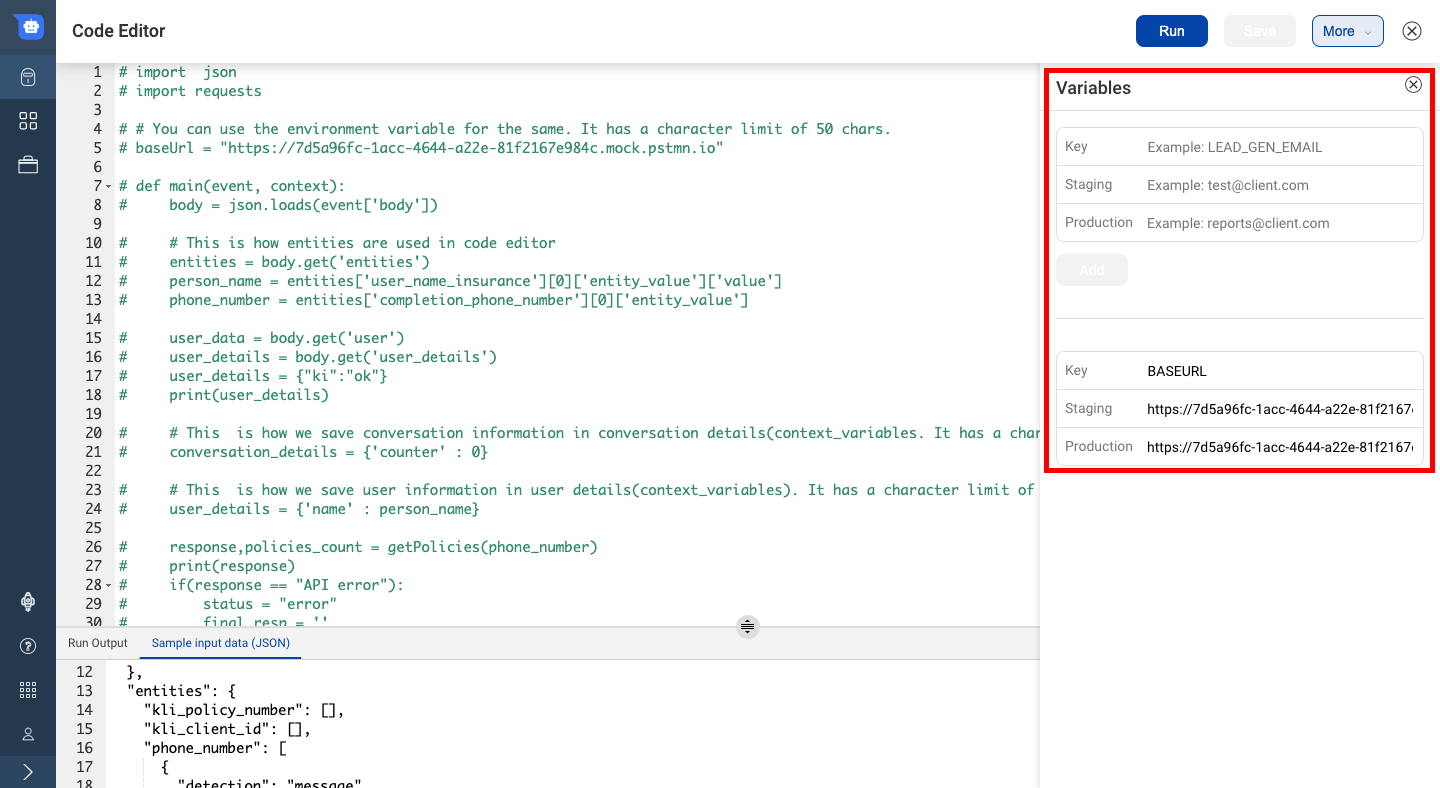 Code Editor
Run
Save
More
1 # import  json
2 # import requests
3
4 # # You can use the environment variable for the same. It has a character limit of 50 chars.
5 # baseUrl = "https://7d5a96fc-1acc-4644-a22e-81f2167e984c.mock.pstmn.io"
6
7 # def main(event, context):
8 #     body = json.loads(event['body'])
9
10 #     # This is how entities are used in code editor
11 #     entities = body.get('entities')
12 #     person_name = entities['user_name_insurance'][0]['entity_value']['value']
13 #     phone_number = entities['completion_phone_number'][0]['entity_value']
14
15 #     user_data = body.get('user')
16 #     user_details = body.get('user_details')
17 #     user_details = {"ki":"ok"}
18 #     print(user_details)
19
20 #     # This  is how we save conversation information in conversation details(context_variables. It has a char
21 #     conversation_details = {'counter' : 0}
22
23 #     # This  is how we save user information in user details(context_variables). It has a character limit of
24 #     user_details = {'name' : person_name}
25
26 #     response,policies_count = getPolicies(phone_number)
27 #     print(response)
28 #     if(response == "API error"):
29 #         status = "error"
30 #         final_resp = ''
Run Output
Sample input data (JSON)
12 },
13 "entities": {
14 "kli_policy_number": [],
15 "kli_client_id": [],
16 "phone_number": [
17 {
18 "detection": "message"
Variables
Key Example: LEAD_GEN_EMAIL
Staging Example: test@client.com
Production Example: reports@client.com
Add
Key BASEURL
Staging https://7d5a96fc-1acc-4644-a22e-81f2167
Production https://7d5a96fc-1acc-4644-a22e-81f2167